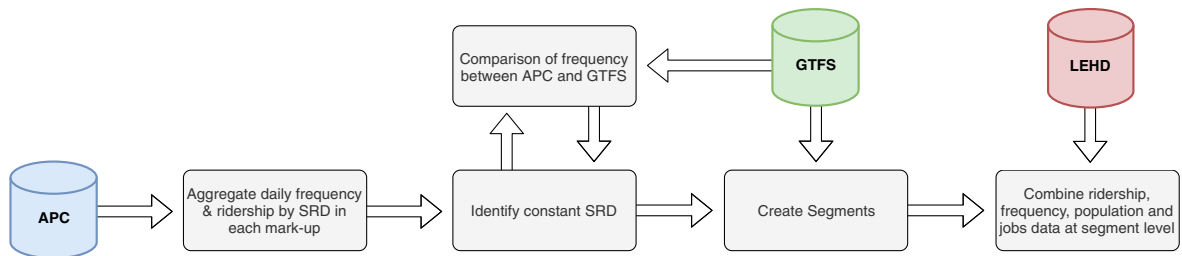 Comparison of frequency
between APC and GTFS
GTFS
LEHD
APC
Aggregate daily frequency
& ridership by SRD in
each mark-up
Identify constant SRD
Create Segments
Combine ridership,
frequency, population and
jobs data at segment level